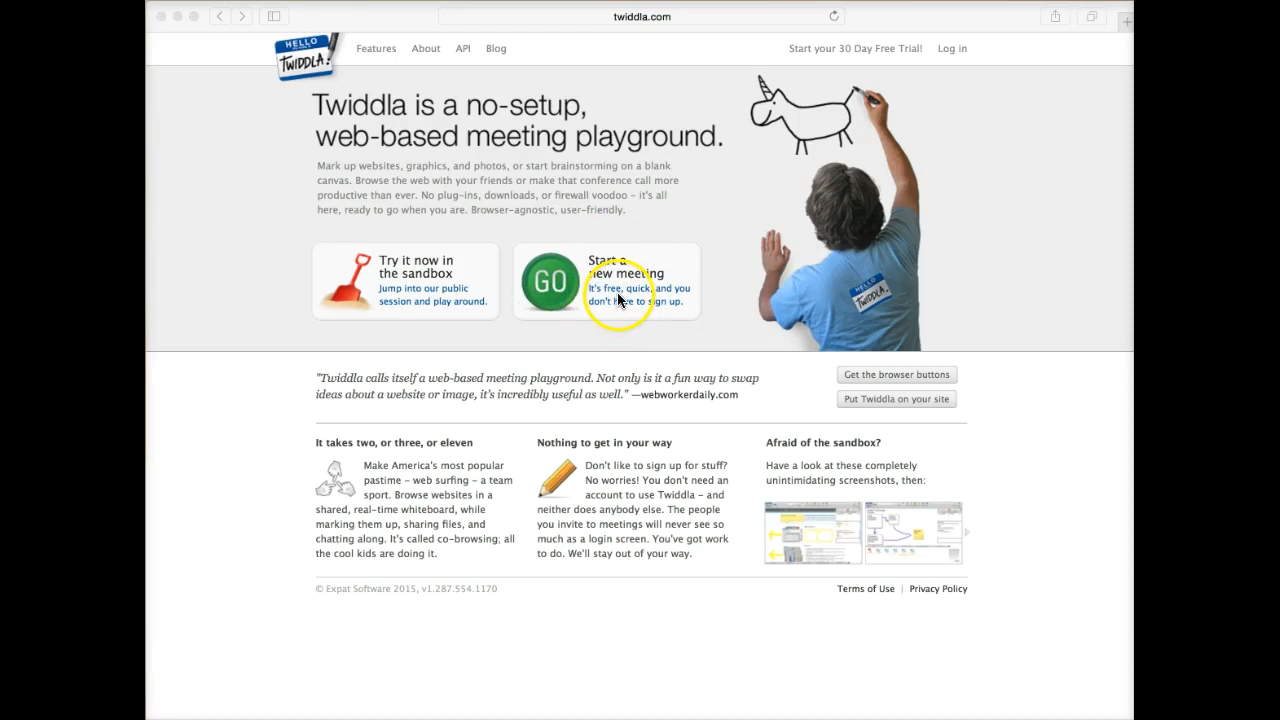 twiddla.com
HELLO
TWIDDLA!
Features About API Blog
Start your 30 Day Free Trial! Log in
Twiddla is a no-setup,
web-based meeting playground.
Mark up websites, graphics, and photos, or start brainstorming on a blank
canvas. Browse the web with your friends or make that conference call more
productive than ever. No plug-ins, downloads, or firewall voodoo - it's all
here, ready to go when you are. Browser-agnostic, user-friendly.
Try it now in
the sandbox
Jump into our public
session and play around.
GO
Start a
new meeting
It's free, quick, and you
don't have to sign up.
HELLO
TWIDDLA!
"Twiddla calls itself a web-based meeting playground. Not only is it a fun way to swap
ideas about a website or image, it's incredibly useful as well." —webworkerdaily.com
Get the browser buttons
Put Twiddla on your site
It takes two, or three, or eleven
Make America's most popular
pastime - web surfing - a team
sport. Browse websites in a
shared, real-time whiteboard, while
marking them up, sharing files, and
chatting along. It's called co-browsing; all
the cool kids are doing it.
Nothing to get in your way
Don't like to sign up for stuff?
No worries! You don't need an
account to use Twiddla - and
neither does anybody else. The people
you invite to meetings will never see so
much as a login screen. You've got work
to do. We'll stay out of your way.
Afraid of the sandbox?
Have a look at these completely
unintimidating screenshots, then:
© Expat Software 2015, v1.287.554.1170
Terms of Use | Privacy Policy